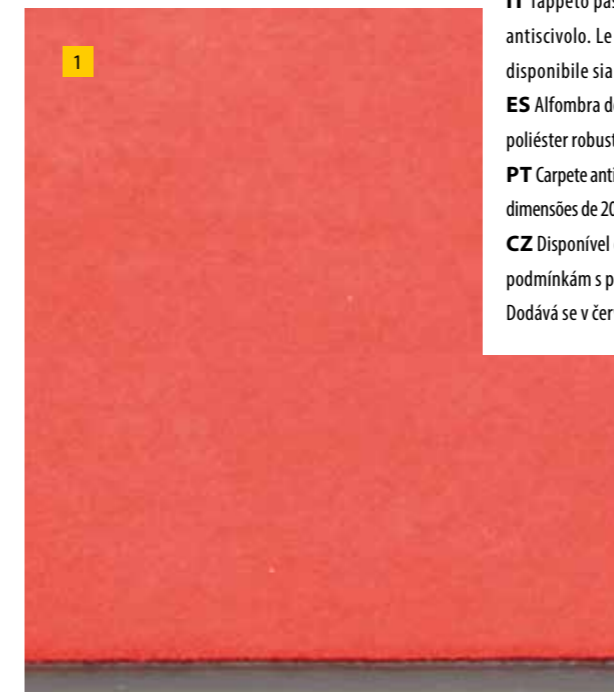 1
IT Tappeto pas
antiscivolo. Le
disponibile sia
ES Alfombra d
poliéster robust
PT Carpete anti
dimensões de 20
CZ Disponível
podmínkám s p
Dodává se v čer